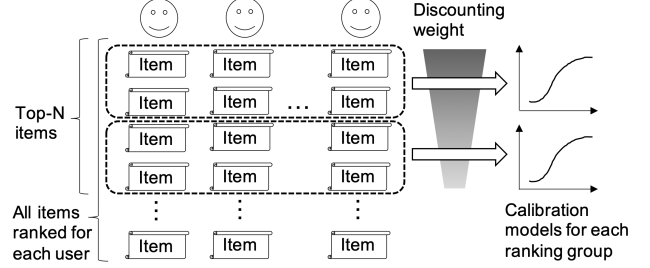 Discounting
weight
Item Item Item
Item Item ... Item
Top-N
items
Item Item Item
Item Item Item
All items
ranked for
each user
Item Item Item
Calibration
models for each
ranking group